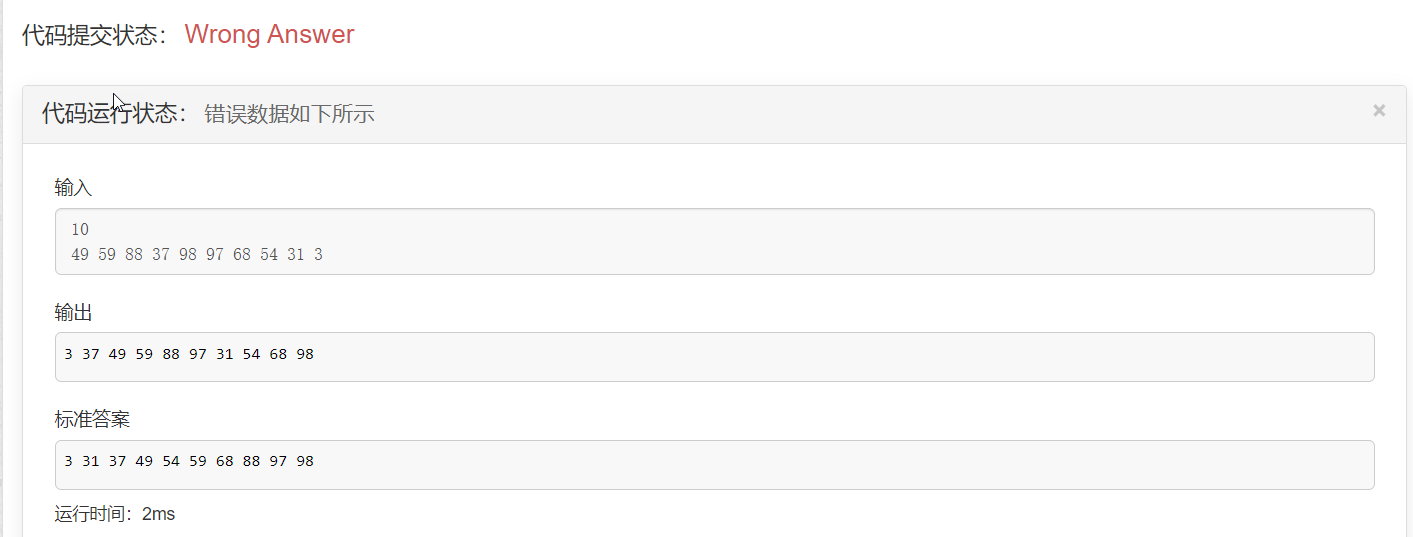 代码提交状态： Wrong Answer
代码运行状态： 错误数据如下所示 ×
输入
10
49 59 88 37 98 97 68 54 31 3
输出
3 37 49 59 88 97 31 54 68 98
标准答案
3 31 37 49 54 59 68 88 97 98
运行时间：2ms